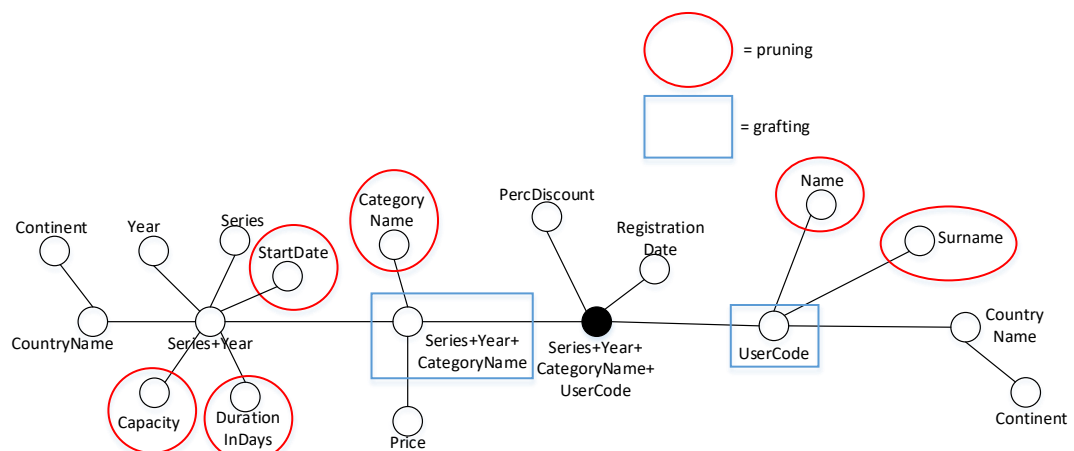 = pruning
= grafting
Continent
Year
Series
StartDate
Category
Name
PercDiscount
Registration
Date
Name
Surname
CountryName
Series+Year
Series+Year+
CategoryName
Series+Year+
CategoryName+
UserCode
UserCode
Country
Name
Continent
Capacity
Duration
InDays
Price